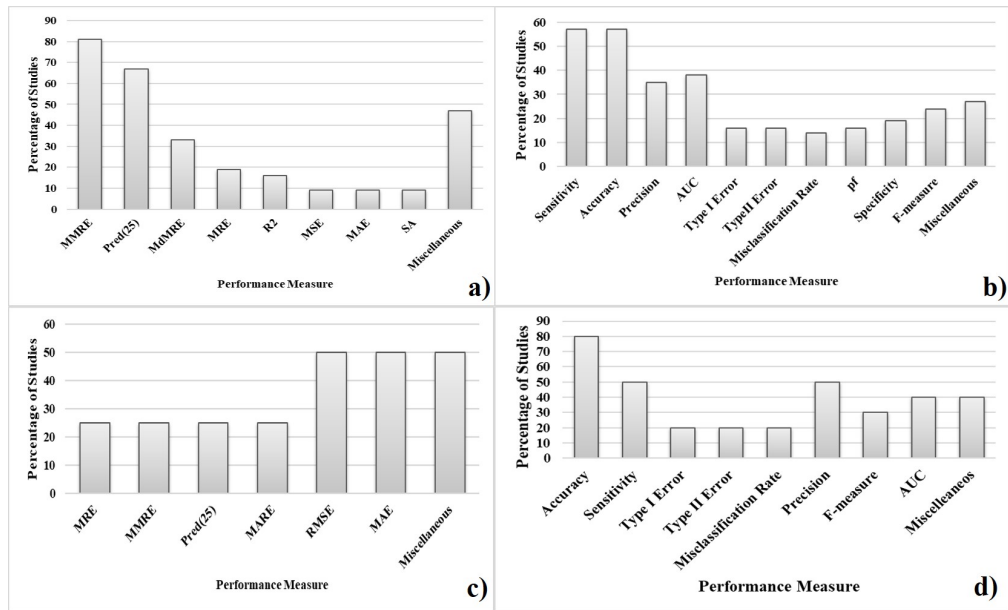 Percentage of Studies
90
80
70
60
50
40
30
20
10
0
MMRE
Pred(25)
MdMRE
MRE
R2
MSE
MAE
SA
Miscellaneous
Performance Measure
a)
Percentage of Studies
60
50
40
30
20
10
0
Sensitivity
Accuracy
Precision
AUC
Type I Error
TypeII Error
Misclassification Rate
pf
Specificity
F-measure
Miscellaneous
Performance Measure
b)
Percentage of Studies
60
50
40
30
20
10
0
MRE
MMRE
Pred(25)
MARE
RMSE
MAE
Miscellaneous
Performance Measure
c)
Percentage of Studies
90
80
70
60
50
40
30
20
10
0
Accuracy
Sensitivity
Type I Error
Type II Error
Misclassification Rate
Precision
F-measure
AUC
Miscelleaneos
Performance Measure
d)